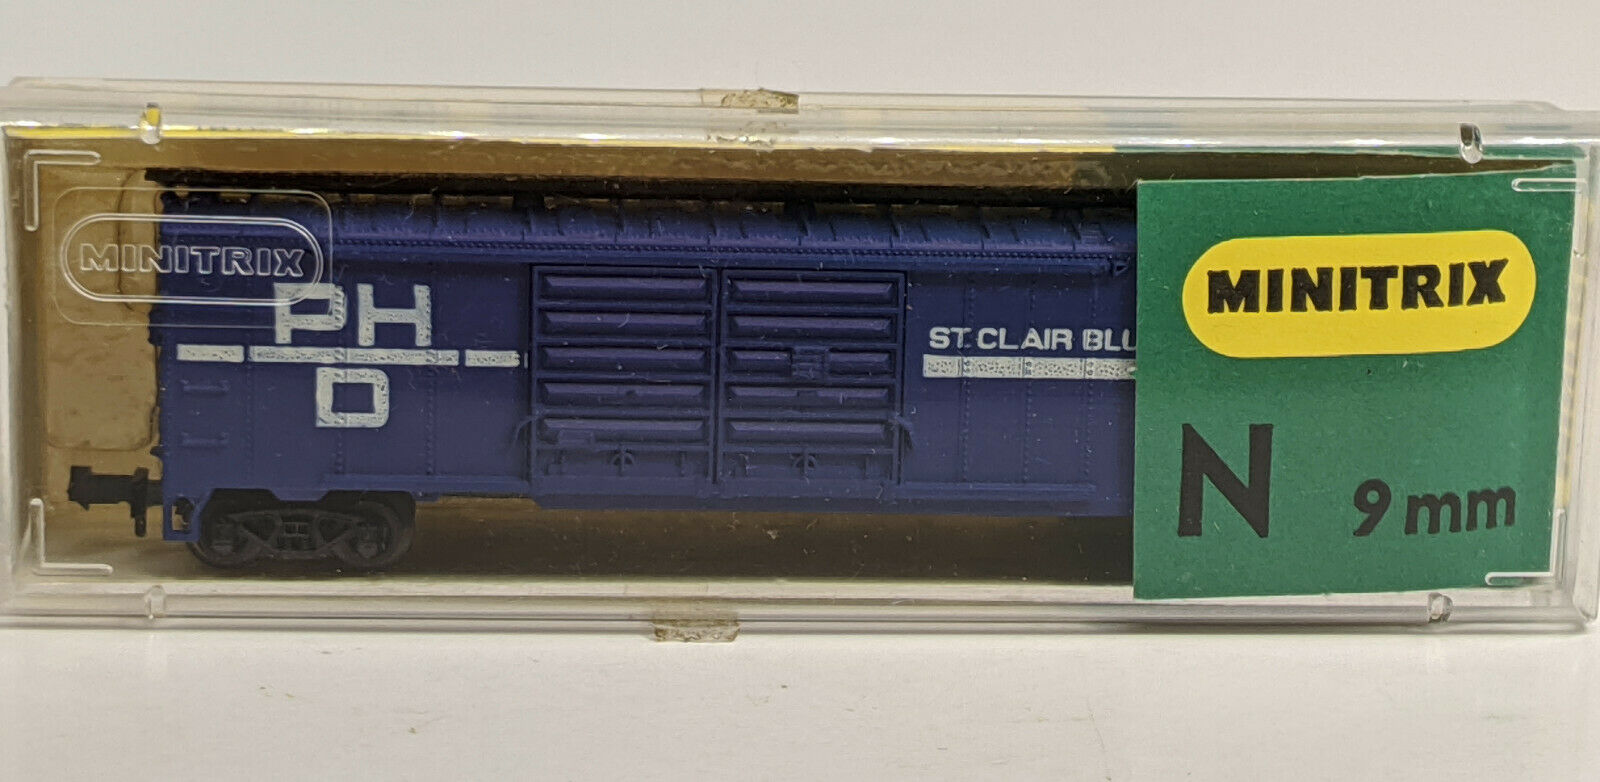 MINITRIX
PH
D
ST. CLAIR BLU
MINITRIX
N 9mm